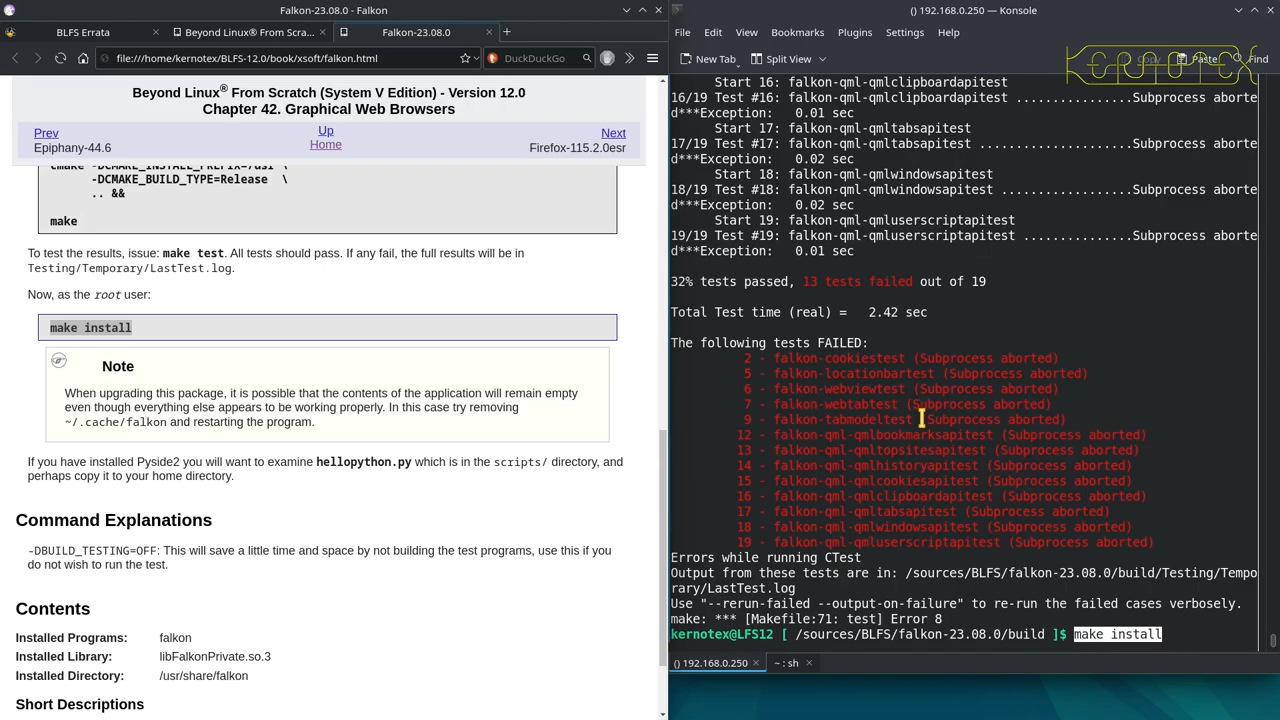 Falkon-23.08.0 - Falkon
BLFS Errata
Beyond Linux® From Scra...
Falkon-23.08.0
file:///home/kernotex/BLFS-12.0/book/xsoft/falkon.html
DuckDuckGo
Beyond Linux® From Scratch (System V Edition) - Version 12.0
Chapter 42. Graphical Web Browsers
Prev
Up
Next
Epiphany-44.6
Home
Firefox-115.2.0esr
cmake -DCMAKE_INSTALL_PREFIX=/usr \
-DCMAKE_BUILD_TYPE=Release \
.. &&
make
To test the results, issue: make test. All tests should pass. If any fail, the full results will be in
Testing/Temporary/LastTest.log.
Now, as the root user:
make install
Note
When upgrading this package, it is possible that the contents of the application will remain empty
even though everything else appears to be working properly. In this case try removing
~/.cache/falkon and restarting the program.
If you have installed Pyside2 you will want to examine hellopython.py which is in the scripts/ directory, and
perhaps copy it to your home directory.
Command Explanations
-DBUILD_TESTING=OFF: This will save a little time and space by not building the test programs, use this if you
do not wish to run the test.
Contents
Installed Programs: falkon
Installed Library: libFalkonPrivate.so.3
Installed Directory: /usr/share/falkon
Short Descriptions
() 192.168.0.250 — Konsole
File Edit View Bookmarks Plugins Settings Help
New Tab Split View Copy Paste Find
KERNOTEX
Start 16: falkon-qml-qmlclipboardapitest
16/19 Test #16: falkon-qml-qmlclipboardapitest ................Subprocess aborte
d***Exception: 0.01 sec
Start 17: falkon-qml-qmltabsapitest
17/19 Test #17: falkon-qml-qmltabsapitest .....................Subprocess aborte
d***Exception: 0.02 sec
Start 18: falkon-qml-qmlwindowsapitest
18/19 Test #18: falkon-qml-qmlwindowsapitest ..................Subprocess aborte
d***Exception: 0.02 sec
Start 19: falkon-qml-qmluserscriptapitest
19/19 Test #19: falkon-qml-qmluserscriptapitest ...............Subprocess aborte
d***Exception: 0.01 sec
32% tests passed, 13 tests failed out of 19
Total Test time (real) = 2.42 sec
The following tests FAILED:
2 - falkon-cookiestest (Subprocess aborted)
5 - falkon-locationbartest (Subprocess aborted)
6 - falkon-webviewtest (Subprocess aborted)
7 - falkon-webtabtest (Subprocess aborted)
9 - falkon-tabmodeltest (Subprocess aborted)
12 - falkon-qml-qmlbookmarksapitest (Subprocess aborted)
13 - falkon-qml-qmltopsitesapitest (Subprocess aborted)
14 - falkon-qml-qmlhistoryapitest (Subprocess aborted)
15 - falkon-qml-qmlcookiesapitest (Subprocess aborted)
16 - falkon-qml-qmlclipboardapitest (Subprocess aborted)
17 - falkon-qml-qmltabsapitest (Subprocess aborted)
18 - falkon-qml-qmlwindowsapitest (Subprocess aborted)
19 - falkon-qml-qmluserscriptapitest (Subprocess aborted)
Errors while running CTest
Output from these tests are in: /sources/BLFS/falkon-23.08.0/build/Testing/Tempo
rary/LastTest.log
Use "--rerun-failed --output-on-failure" to re-run the failed cases verbosely.
make: *** [Makefile:71: test] Error 8
kernotex@LFS12 [ /sources/BLFS/falkon-23.08.0/build ]$ make install
() 192.168.0.250
~ : sh